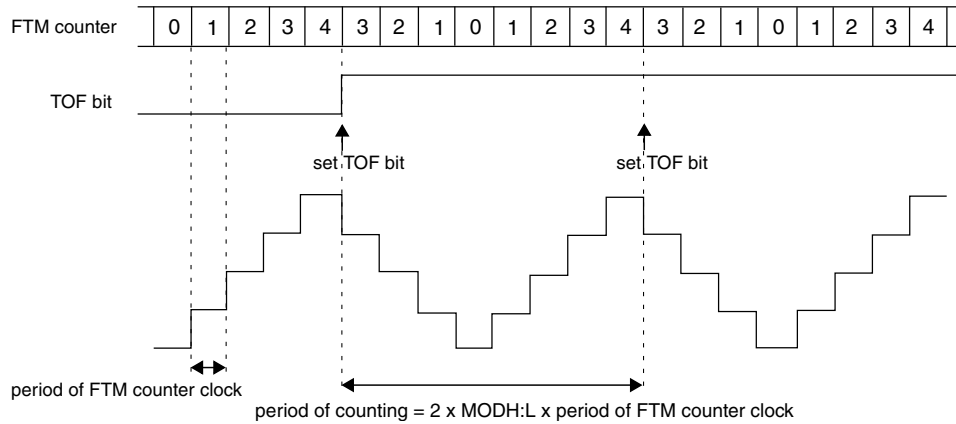 FTM counter 0 1 2 3 4 3 2 1 0 1 2 3 4 3 2 1 0 1 2 3 4
TOF bit
set TOF bit set TOF bit
period of FTM counter clock
period of counting = 2 x MODH:L x period of FTM counter clock